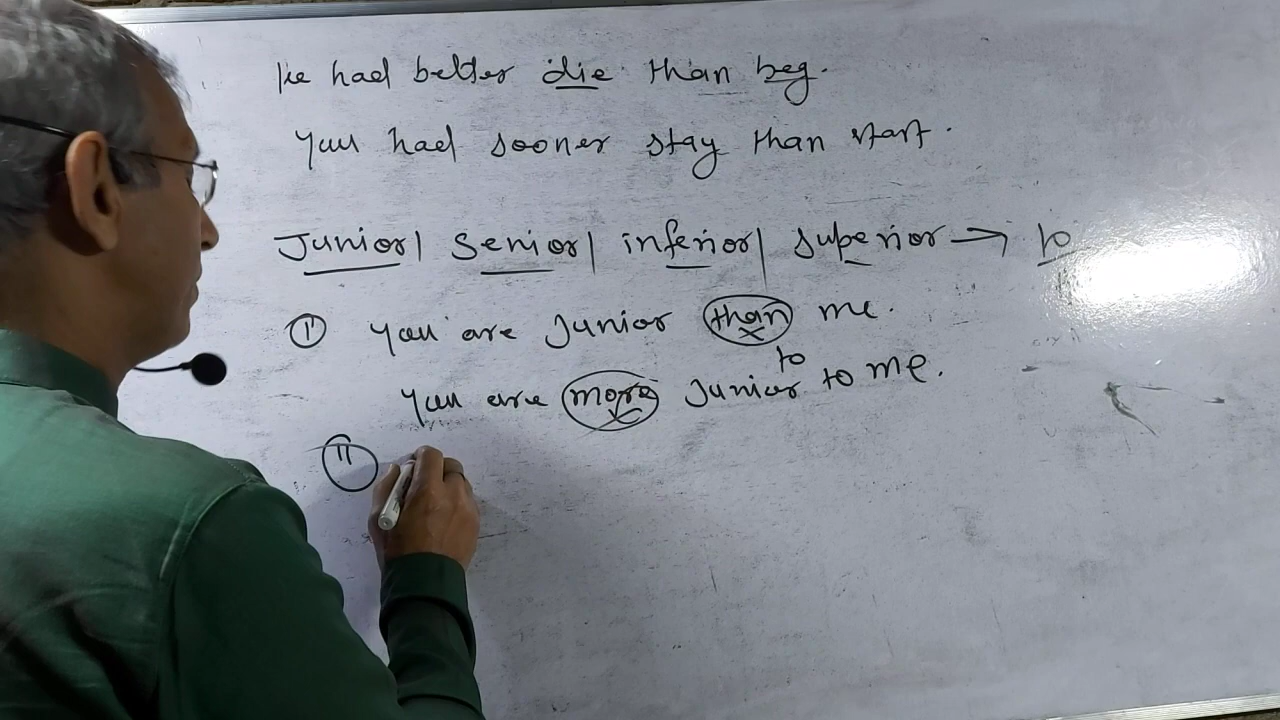 He had better die than beg.
You had sooner stay than start.
Junior| Senior| inferior| superior → to
(i) You are Junior than me.
to
You are more Junior to me.
(ii)